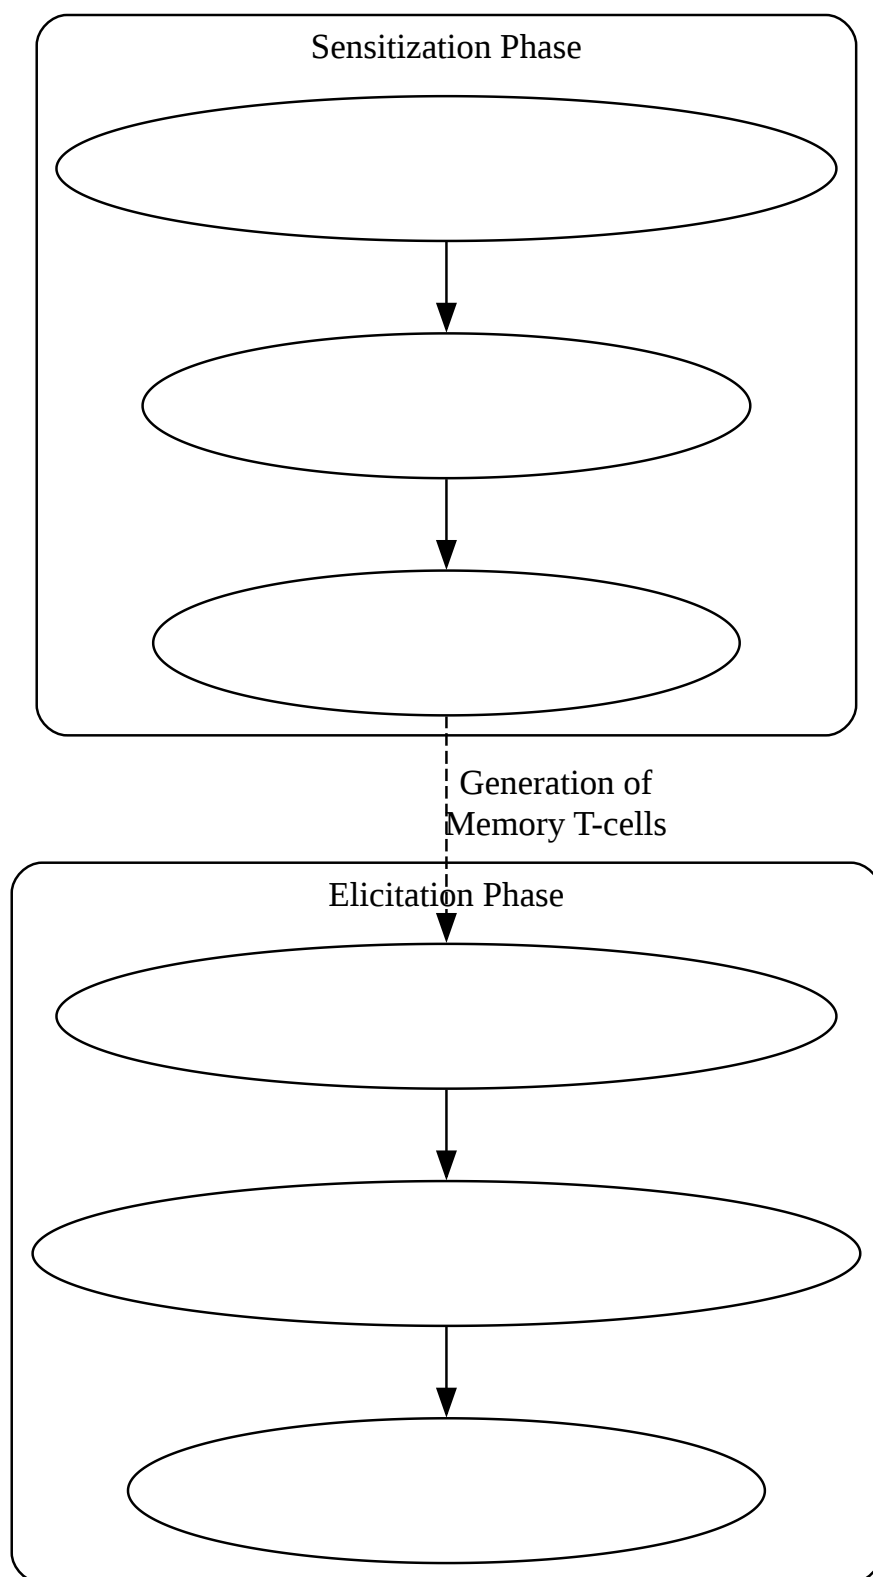 Sensitization Phase
Generation of
Memory T-cells
Elicitation Phase